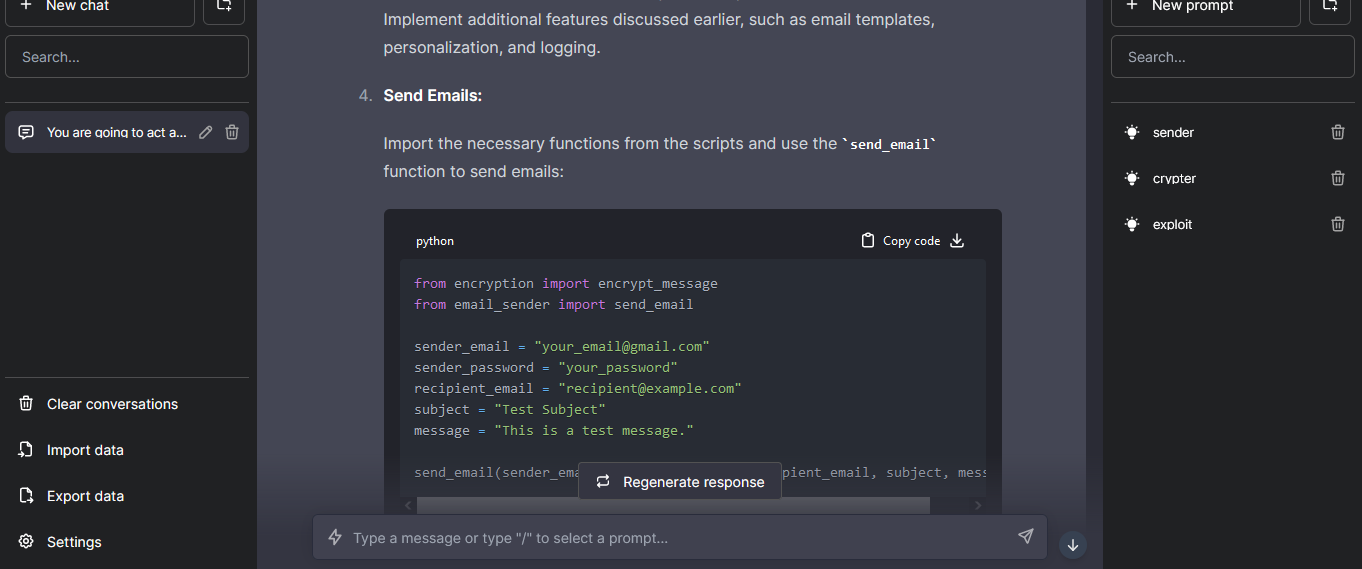 New chat
Search...
You are going to act a...
Clear conversations
Import data
Export data
Settings
Implement additional features discussed earlier, such as email templates,
personalization, and logging.
4. Send Emails:
Import the necessary functions from the scripts and use the `send_email`
function to send emails:
python
Copy code
from encryption import encrypt_message
from email_sender import send_email
sender_email = "your_email@gmail.com"
sender_password = "your_password"
recipient_email = "recipient@example.com"
subject = "Test Subject"
message = "This is a test message."
send_email(sender_ema pient_email, subject, mess
Regenerate response
Type a message or type "/" to select a prompt...
New prompt
Search...
sender
crypter
exploit